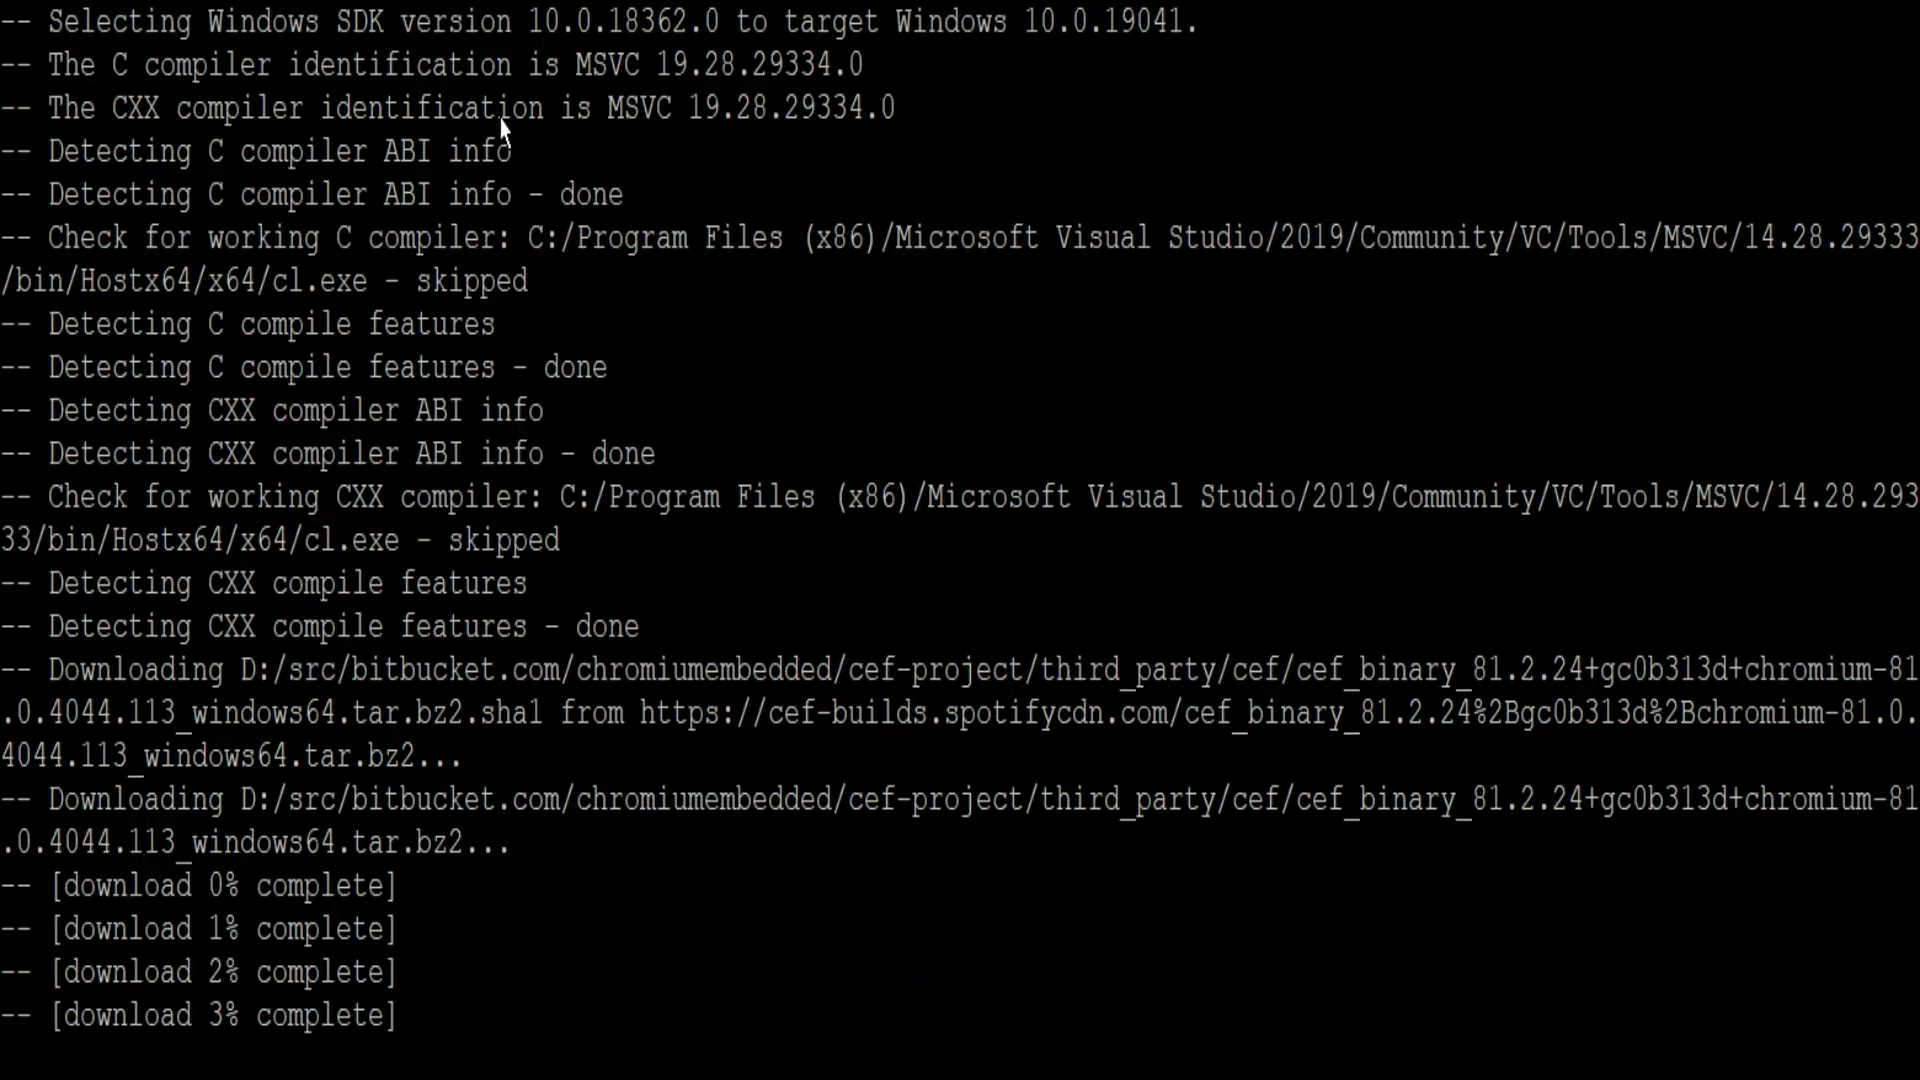 -- Selecting Windows SDK version 10.0.18362.0 to target Windows 10.0.19041.
-- The C compiler identification is MSVC 19.28.29334.0
-- The CXX compiler identification is MSVC 19.28.29334.0
-- Detecting C compiler ABI info
-- Detecting C compiler ABI info - done
-- Check for working C compiler: C:/Program Files (x86)/Microsoft Visual Studio/2019/Community/VC/Tools/MSVC/14.28.29333
/bin/Hostx64/x64/cl.exe - skipped
-- Detecting C compile features
-- Detecting C compile features - done
-- Detecting CXX compiler ABI info
-- Detecting CXX compiler ABI info - done
-- Check for working CXX compiler: C:/Program Files (x86)/Microsoft Visual Studio/2019/Community/VC/Tools/MSVC/14.28.293
33/bin/Hostx64/x64/cl.exe - skipped
-- Detecting CXX compile features
-- Detecting CXX compile features - done
-- Downloading D:/src/bitbucket.com/chromiumembedded/cef-project/third_party/cef/cef_binary_81.2.24+gc0b313d+chromium-81
.0.4044.113_windows64.tar.bz2.sha1 from https://cef-builds.spotifycdn.com/cef_binary_81.2.24%2Bgc0b313d%2Bchromium-81.0.
4044.113_windows64.tar.bz2...
-- Downloading D:/src/bitbucket.com/chromiumembedded/cef-project/third_party/cef/cef_binary_81.2.24+gc0b313d+chromium-81
.0.4044.113_windows64.tar.bz2...
-- [download 0% complete]
-- [download 1% complete]
-- [download 2% complete]
-- [download 3% complete]